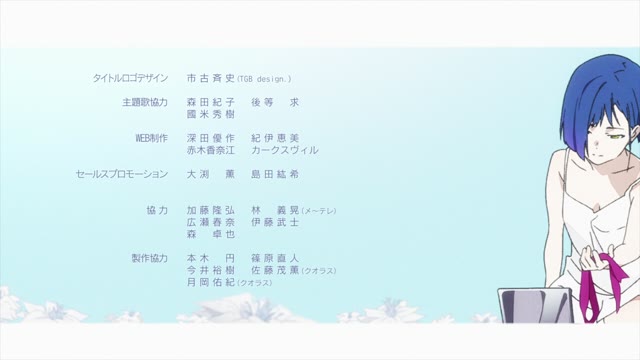 タイトルロゴデザイン 市古斉史(TGB design.)
主題歌協力 森田紀子 後等求
國米秀樹
WEB制作 深田優作 紀伊恵美
赤木香奈江 カークスヴィル
セールスプロモーション 大渕薫 島田紘希
協力 加藤隆弘 林義晃(メ～テレ)
広瀬春奈 伊藤武士
森卓也
製作協力 本木円 篠原直人
今井裕樹 佐藤茂薫(クオラス)
月岡佑紀(クオラス)